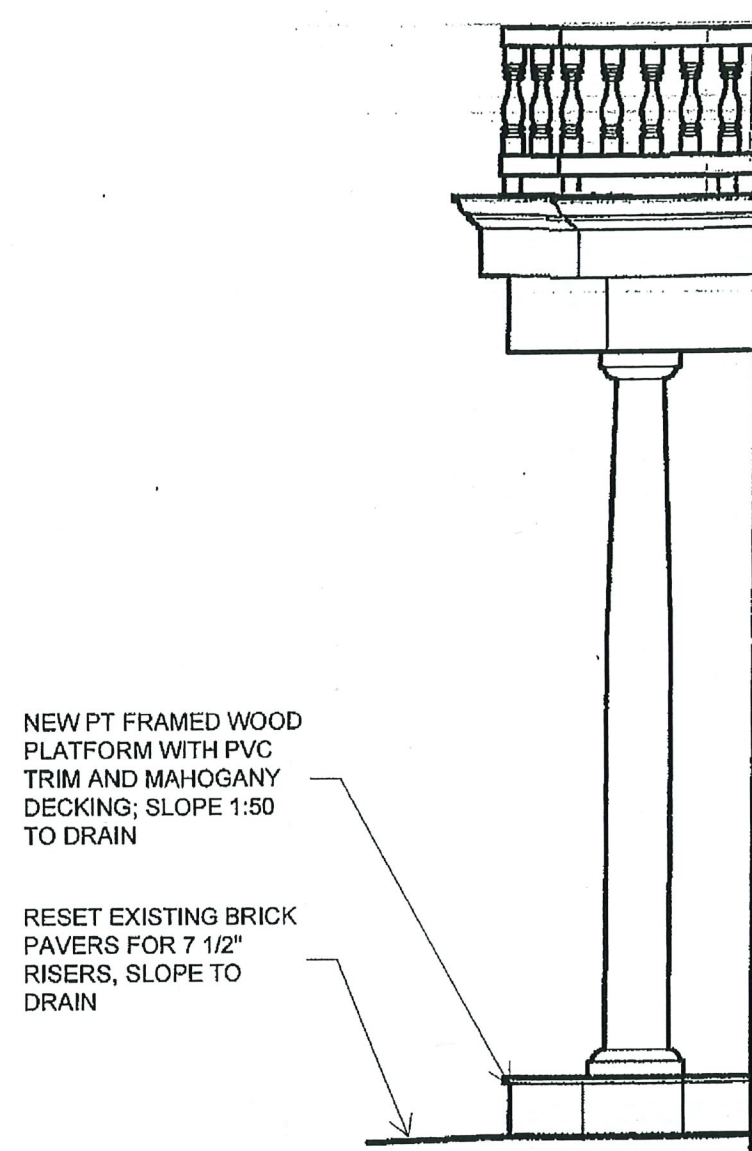 NEW PT FRAMED WOOD
PLATFORM WITH PVC
TRIM AND MAHOGANY
DECKING; SLOPE 1:50
TO DRAIN
RESET EXISTING BRICK
PAVERS FOR 7 1/2"
RISERS, SLOPE TO
DRAIN